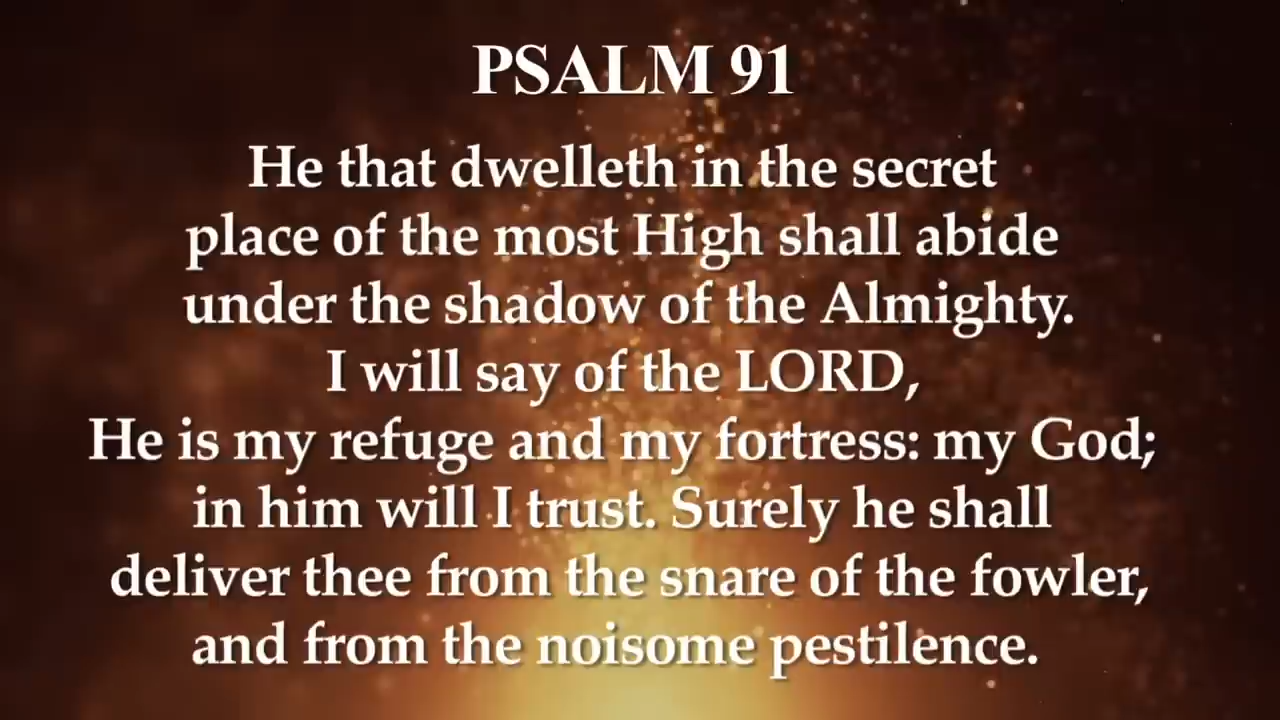 PSALM 91
He that dwelleth in the secret
place of the most High shall abide
under the shadow of the Almighty.
I will say of the LORD,
He is my refuge and my fortress: my God;
in him will I trust. Surely he shall
deliver thee from the snare of the fowler,
and from the noisome pestilence.